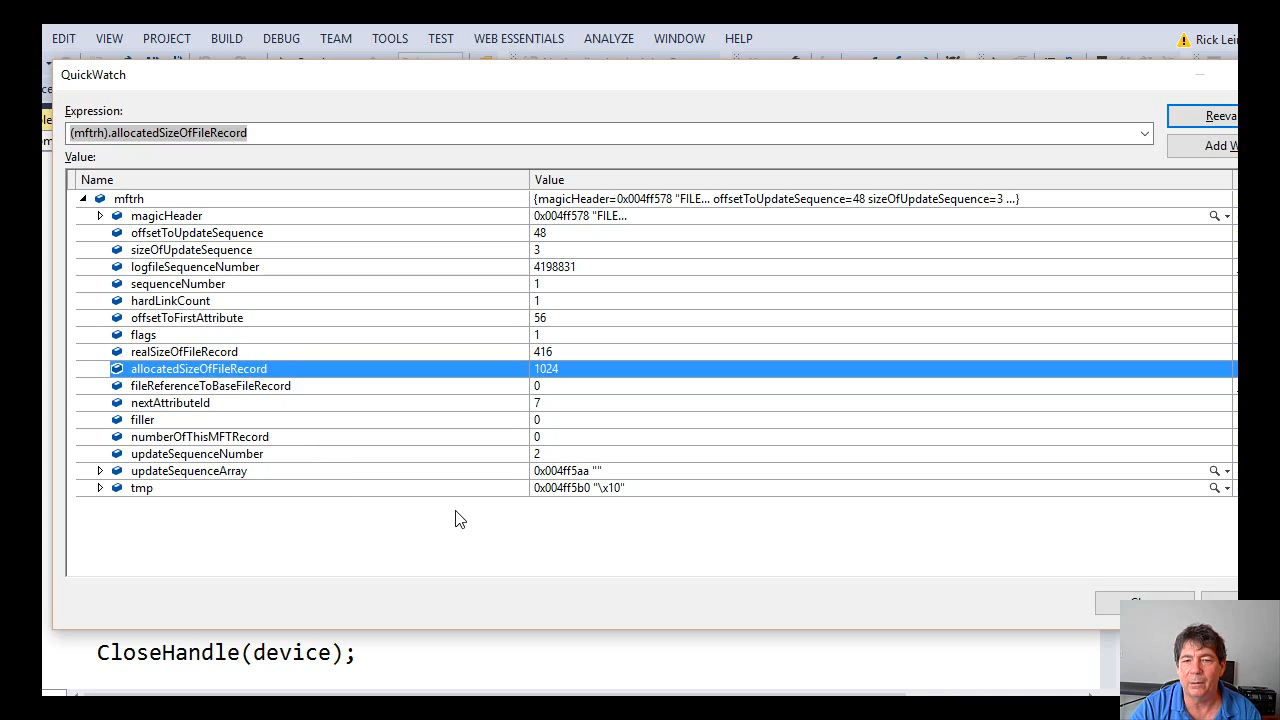 EDIT VIEW PROJECT BUILD DEBUG TEAM TOOLS TEST WEB ESSENTIALS ANALYZE WINDOW HELP Rick Lein
QuickWatch
Expression:
(mftrh).allocatedSizeOfFileRecord
Reeva
Add W
Value:
Name Value
mftrh {magicHeader=0x004ff578 "FILE... offsetToUpdateSequence=48 sizeOfUpdateSequence=3 ...}
magicHeader 0x004ff578 "FILE...
offsetToUpdateSequence 48
sizeOfUpdateSequence 3
logfileSequenceNumber 4198831
sequenceNumber 1
hardLinkCount 1
offsetToFirstAttribute 56
flags 1
realSizeOfFileRecord 416
allocatedSizeOfFileRecord 1024
fileReferenceToBaseFileRecord 0
nextAttributeId 7
filler 0
numberOfThisMFTRecord 0
updateSequenceNumber 2
updateSequenceArray 0x004ff5aa ""
tmp 0x004ff5b0 "\x10"
CloseHandle(device);